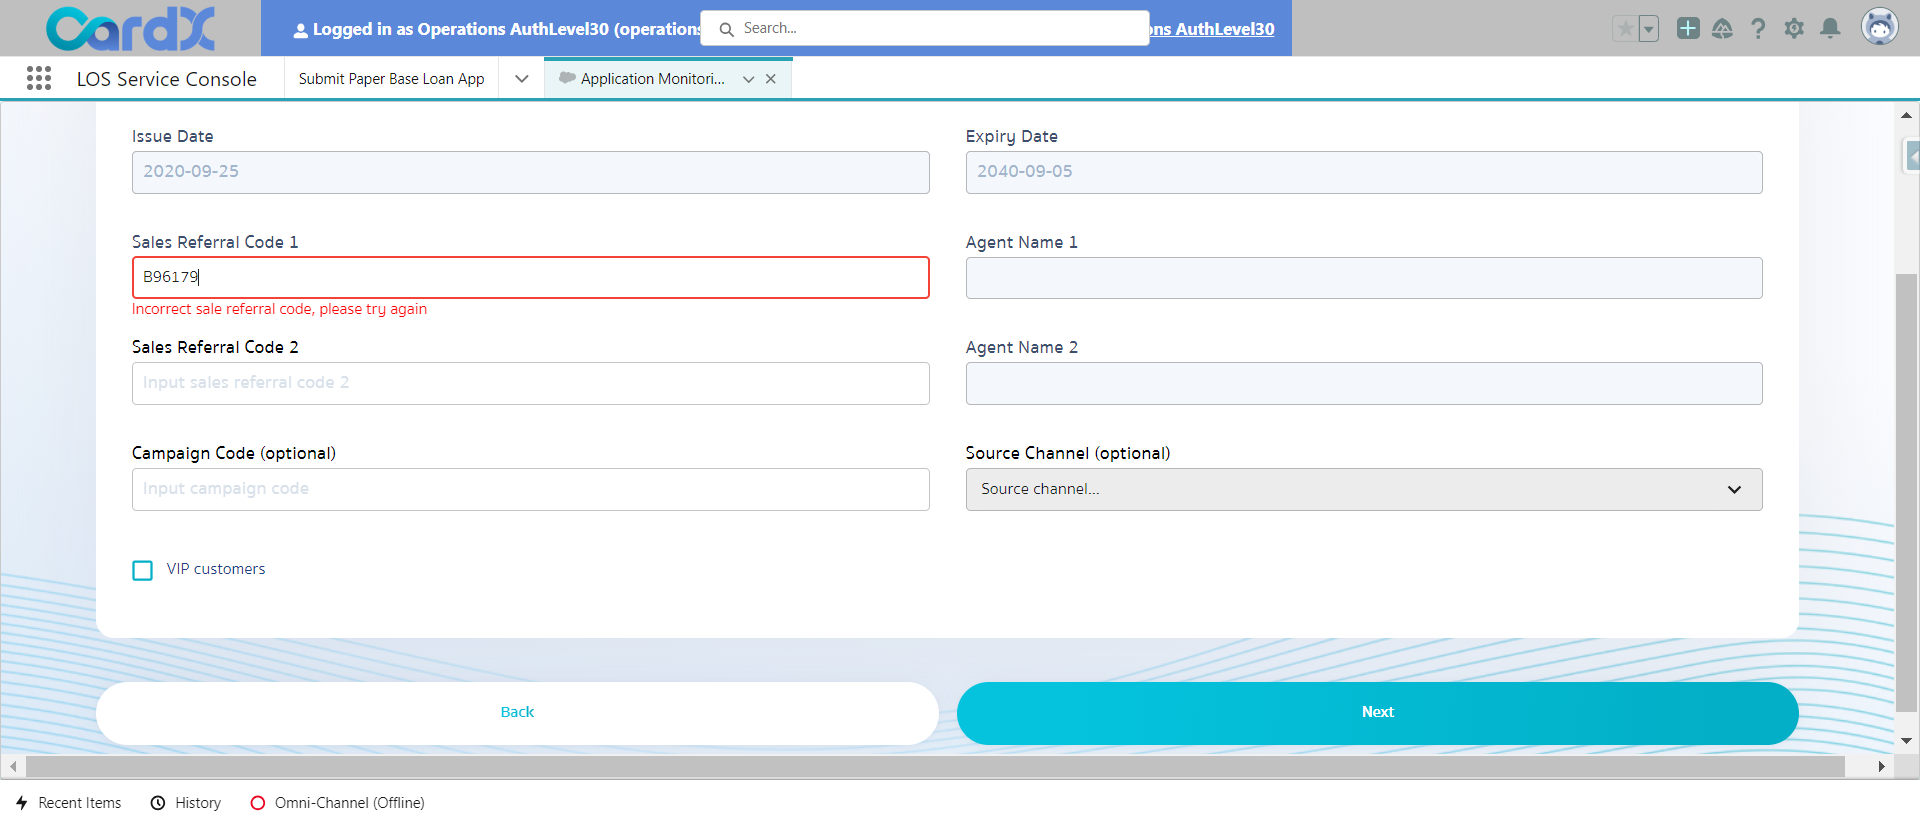 CardX
Logged in as Operations AuthLevel30 (operations
Search...
ns AuthLevel30
LOS Service Console
Submit Paper Base Loan App
Application Monitori...
Issue Date
Expiry Date
2020-09-25
2040-09-05
Sales Referral Code 1
Agent Name 1
B96179
Incorrect sale referral code, please try again
Sales Referral Code 2
Agent Name 2
Input sales referral code 2
Campaign Code (optional)
Source Channel (optional)
Input campaign code
Source channel...
VIP customers
Back
Next
Recent Items
History
Omni-Channel (Offline)